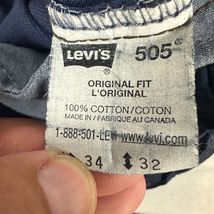 LEVI'S 505
ORIGINAL FIT
L'ORIGINAL
100% COTTON/COTON
MADE IN / FABRIQUE AU CANADA
1-888-501-LEVI www.levi.com
34 32